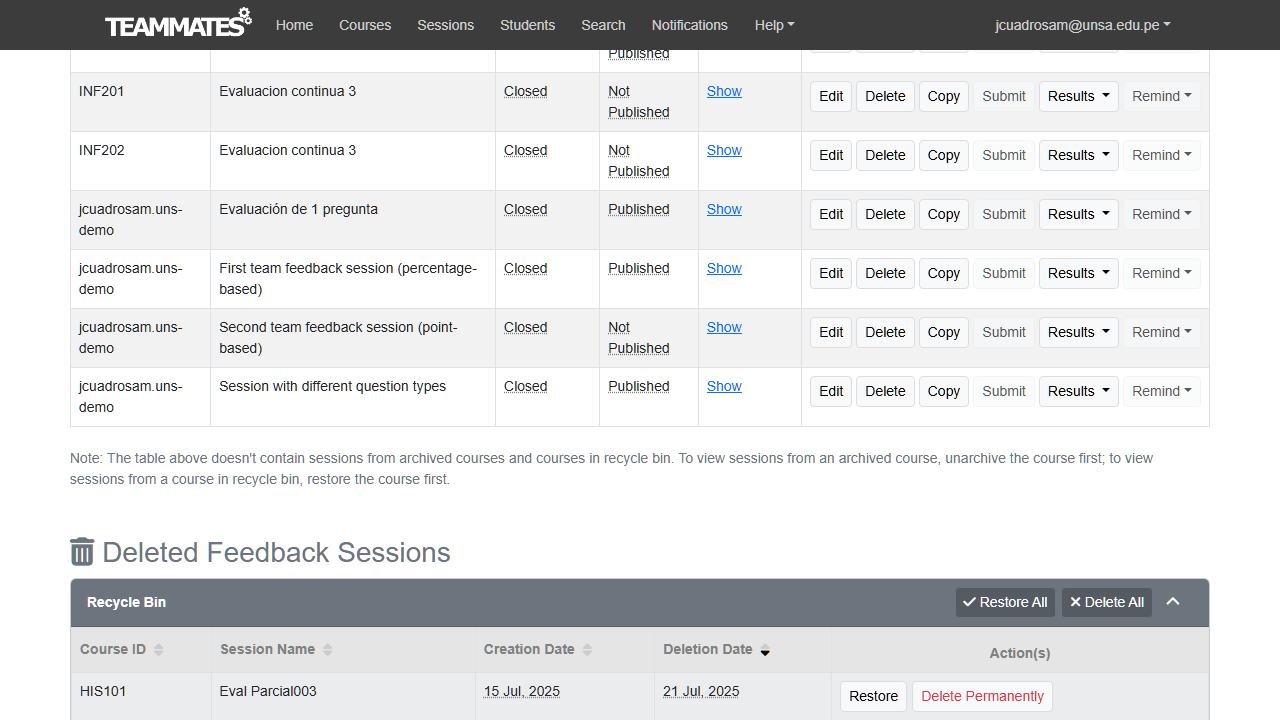 TEAMMATES Home Courses Sessions Students Search Notifications Help jcuadrosam@unsa.edu.pe
Published
INF201 Evaluacion continua 3 Closed Not Published Show Edit Delete Copy Submit Results Remind
INF202 Evaluacion continua 3 Closed Not Published Show Edit Delete Copy Submit Results Remind
jcuadrosam.uns-demo Evaluación de 1 pregunta Closed Published Show Edit Delete Copy Submit Results Remind
jcuadrosam.uns-demo First team feedback session (percentage-based) Closed Published Show Edit Delete Copy Submit Results Remind
jcuadrosam.uns-demo Second team feedback session (point-based) Closed Not Published Show Edit Delete Copy Submit Results Remind
jcuadrosam.uns-demo Session with different question types Closed Published Show Edit Delete Copy Submit Results Remind
Note: The table above doesn't contain sessions from archived courses and courses in recycle bin. To view sessions from an archived course, unarchive the course first; to view
sessions from a course in recycle bin, restore the course first.
Deleted Feedback Sessions
Recycle Bin Restore All Delete All
Course ID Session Name Creation Date Deletion Date Action(s)
HIS101 Eval Parcial003 15 Jul, 2025 21 Jul, 2025 Restore Delete Permanently